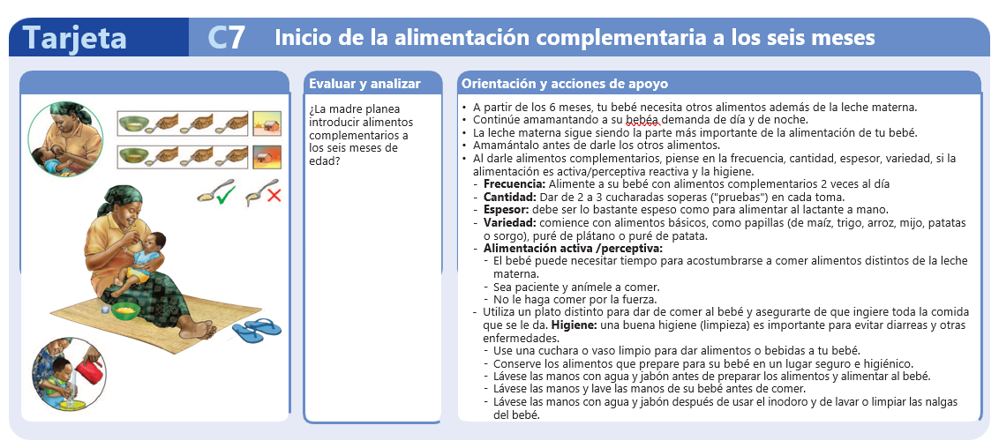 Tarjeta C7 Inicio de la alimentación complementaria a los seis meses
Evaluar y analizar
¿La madre planea
introducir alimentos
complementarios a
los seis meses de
edad?
Orientación y acciones de apoyo
• A partir de los 6 meses, tu bebé necesita otros alimentos además de la leche materna.
• Continúe amamantando a su bebéa demanda de día y de noche.
• La leche materna sigue siendo la parte más importante de la alimentación de tu bebé.
• Amamántalo antes de darle los otros alimentos.
• Al darle alimentos complementarios, piense en la frecuencia, cantidad, espesor, variedad, si la
alimentación es activa/perceptiva reactiva y la higiene.
- Frecuencia: Alimente a su bebé con alimentos complementarios 2 veces al día
- Cantidad: Dar de 2 a 3 cucharadas soperas ("pruebas") en cada toma.
- Espesor: debe ser lo bastante espeso como para alimentar al lactante a mano.
- Variedad: comience con alimentos básicos, como papillas (de maíz, trigo, arroz, mijo, patatas
o sorgo), puré de plátano o puré de patata.
- Alimentación activa /perceptiva:
- El bebé puede necesitar tiempo para acostumbrarse a comer alimentos distintos de la leche
materna.
- Sea paciente y anímele a comer.
- No le haga comer por la fuerza.
- Utiliza un plato distinto para dar de comer al bebé y asegurarte de que ingiere toda la comida
que se le da. Higiene: una buena higiene (limpieza) es importante para evitar diarreas y otras
enfermedades.
- Use una cuchara o vaso limpio para dar alimentos o bebidas a tu bebé.
- Conserve los alimentos que prepare para su bebé en un lugar seguro e higiénico.
- Lávese las manos con agua y jabón antes de preparar los alimentos y alimentar al bebé.
- Lávese las manos y lave las manos de su bebé antes de comer.
- Lávese las manos con agua y jabón después de usar el inodoro y de lavar o limpiar las nalgas
del bebé.